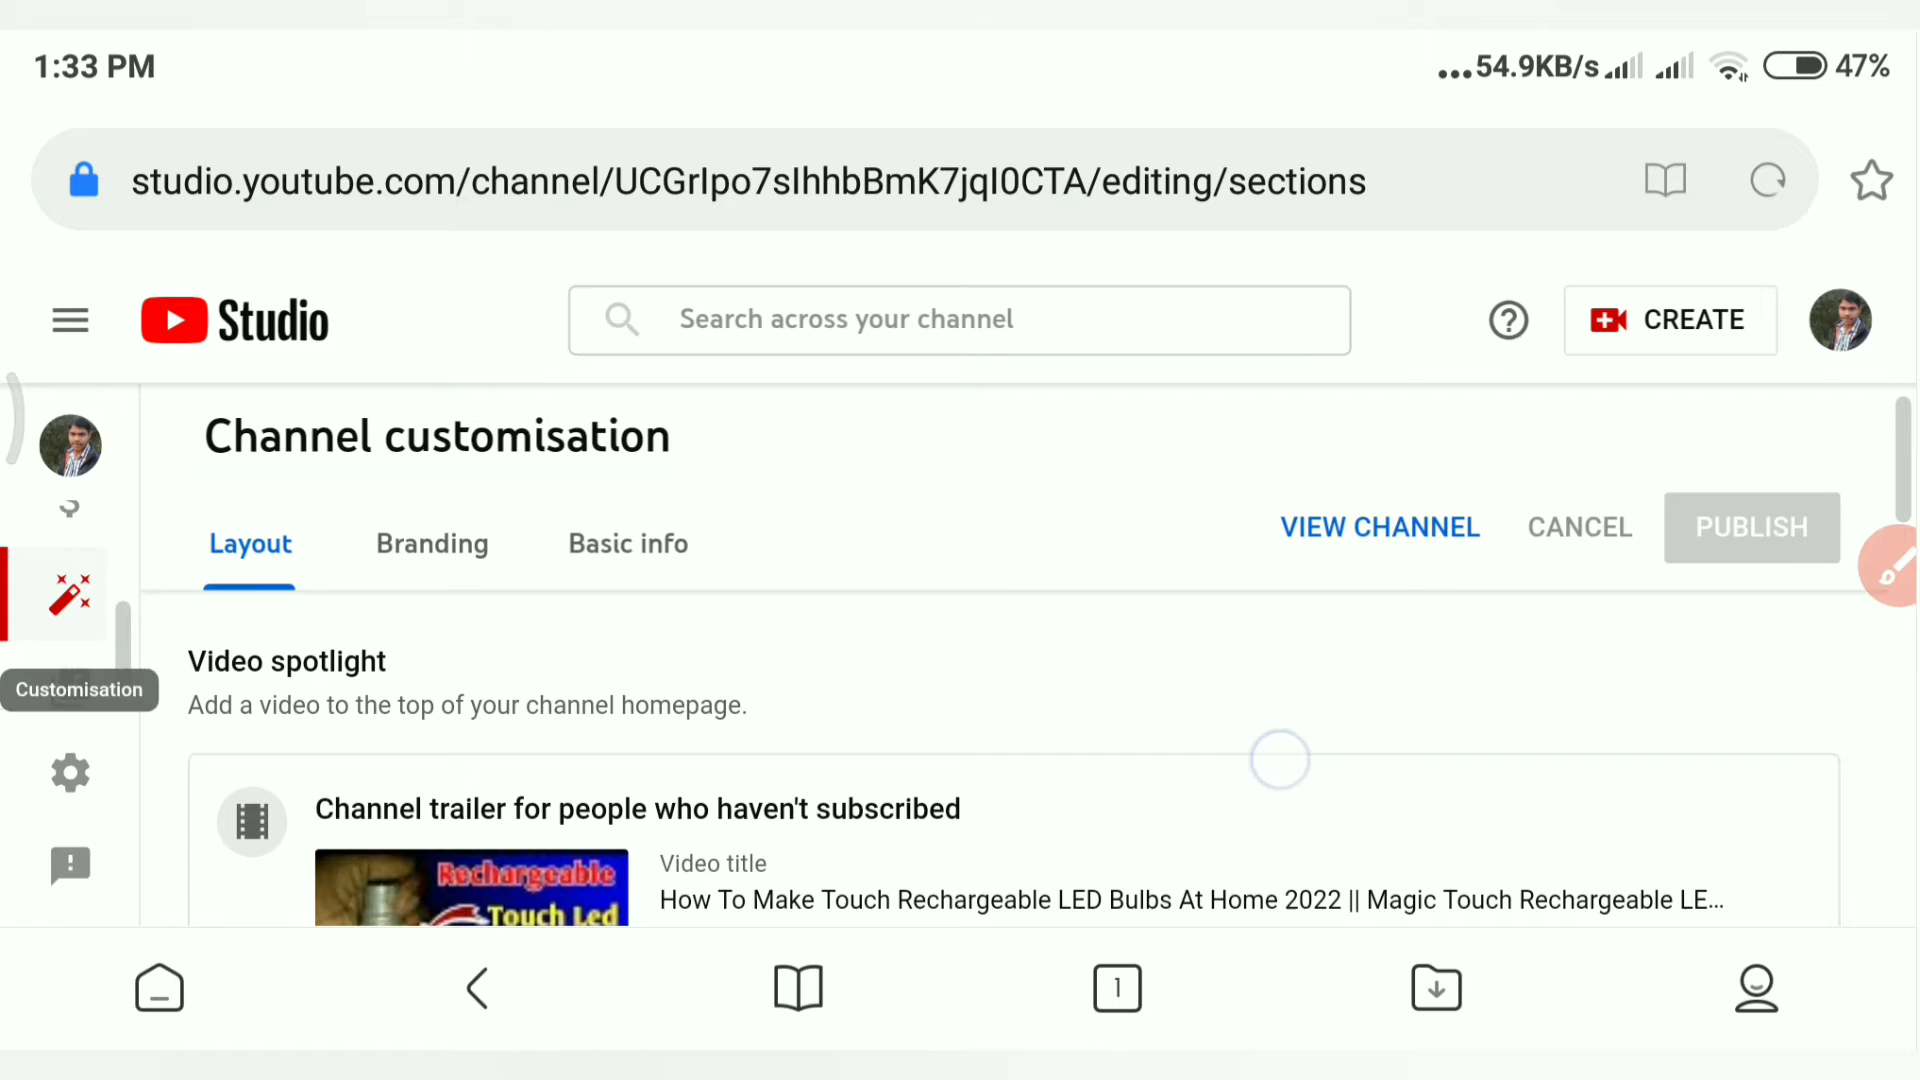 1:33 PM
...54.9KB/s 47%
studio.youtube.com/channel/UCGrIpo7sIhhbBmK7jqI0CTA/editing/sections
Studio
Search across your channel
CREATE
Channel customisation
Layout
Branding
Basic info
VIEW CHANNEL
CANCEL
PUBLISH
Customisation
Video spotlight
Add a video to the top of your channel homepage.
Channel trailer for people who haven't subscribed
Rechargeable
Touch Led
Video title
How To Make Touch Rechargeable LED Bulbs At Home 2022 || Magic Touch Rechargeable LE...
1